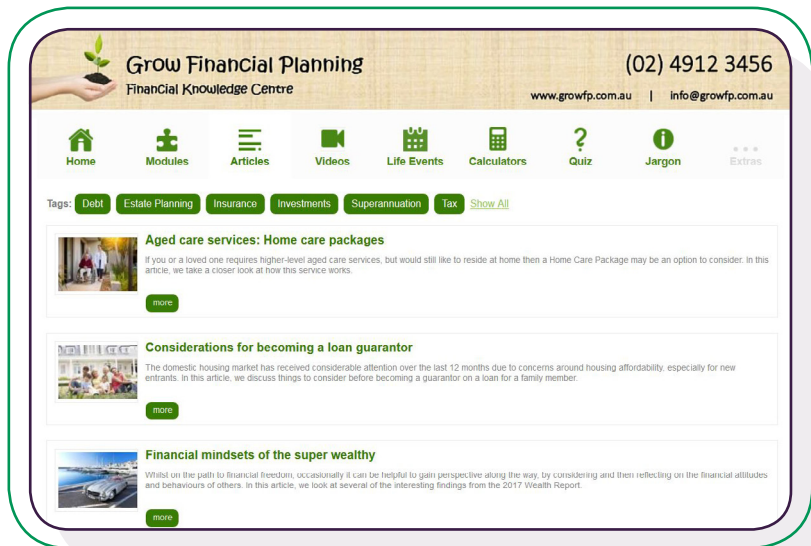 Grow Financial Planning
Financial Knowledge Centre
(02) 4912 3456
www.growfp.com.au | info@growfp.com.au
Home Modules Articles Videos Life Events Calculators Quiz Jargon Extras
Tags: Debt Estate Planning Insurance Investments Superannuation Tax Show All
Aged care services: Home care packages
If you or a loved one requires higher-level aged care services, but would still like to reside at home then a Home Care Package may be an option to consider. In this
article, we take a closer look at how this service works.
more
Considerations for becoming a loan guarantor
The domestic housing market has received considerable attention over the last 12 months due to concerns around housing affordability, especially for new
entrants. In this article, we discuss things to consider before becoming a guarantor on a loan for a family member.
more
Financial mindsets of the super wealthy
Whilst on the path to financial freedom, occasionally it can be helpful to gain perspective along the way, by considering and then reflecting on the financial attitudes
and behaviours of others. In this article, we look at several of the interesting findings from the 2017 Wealth Report.
more